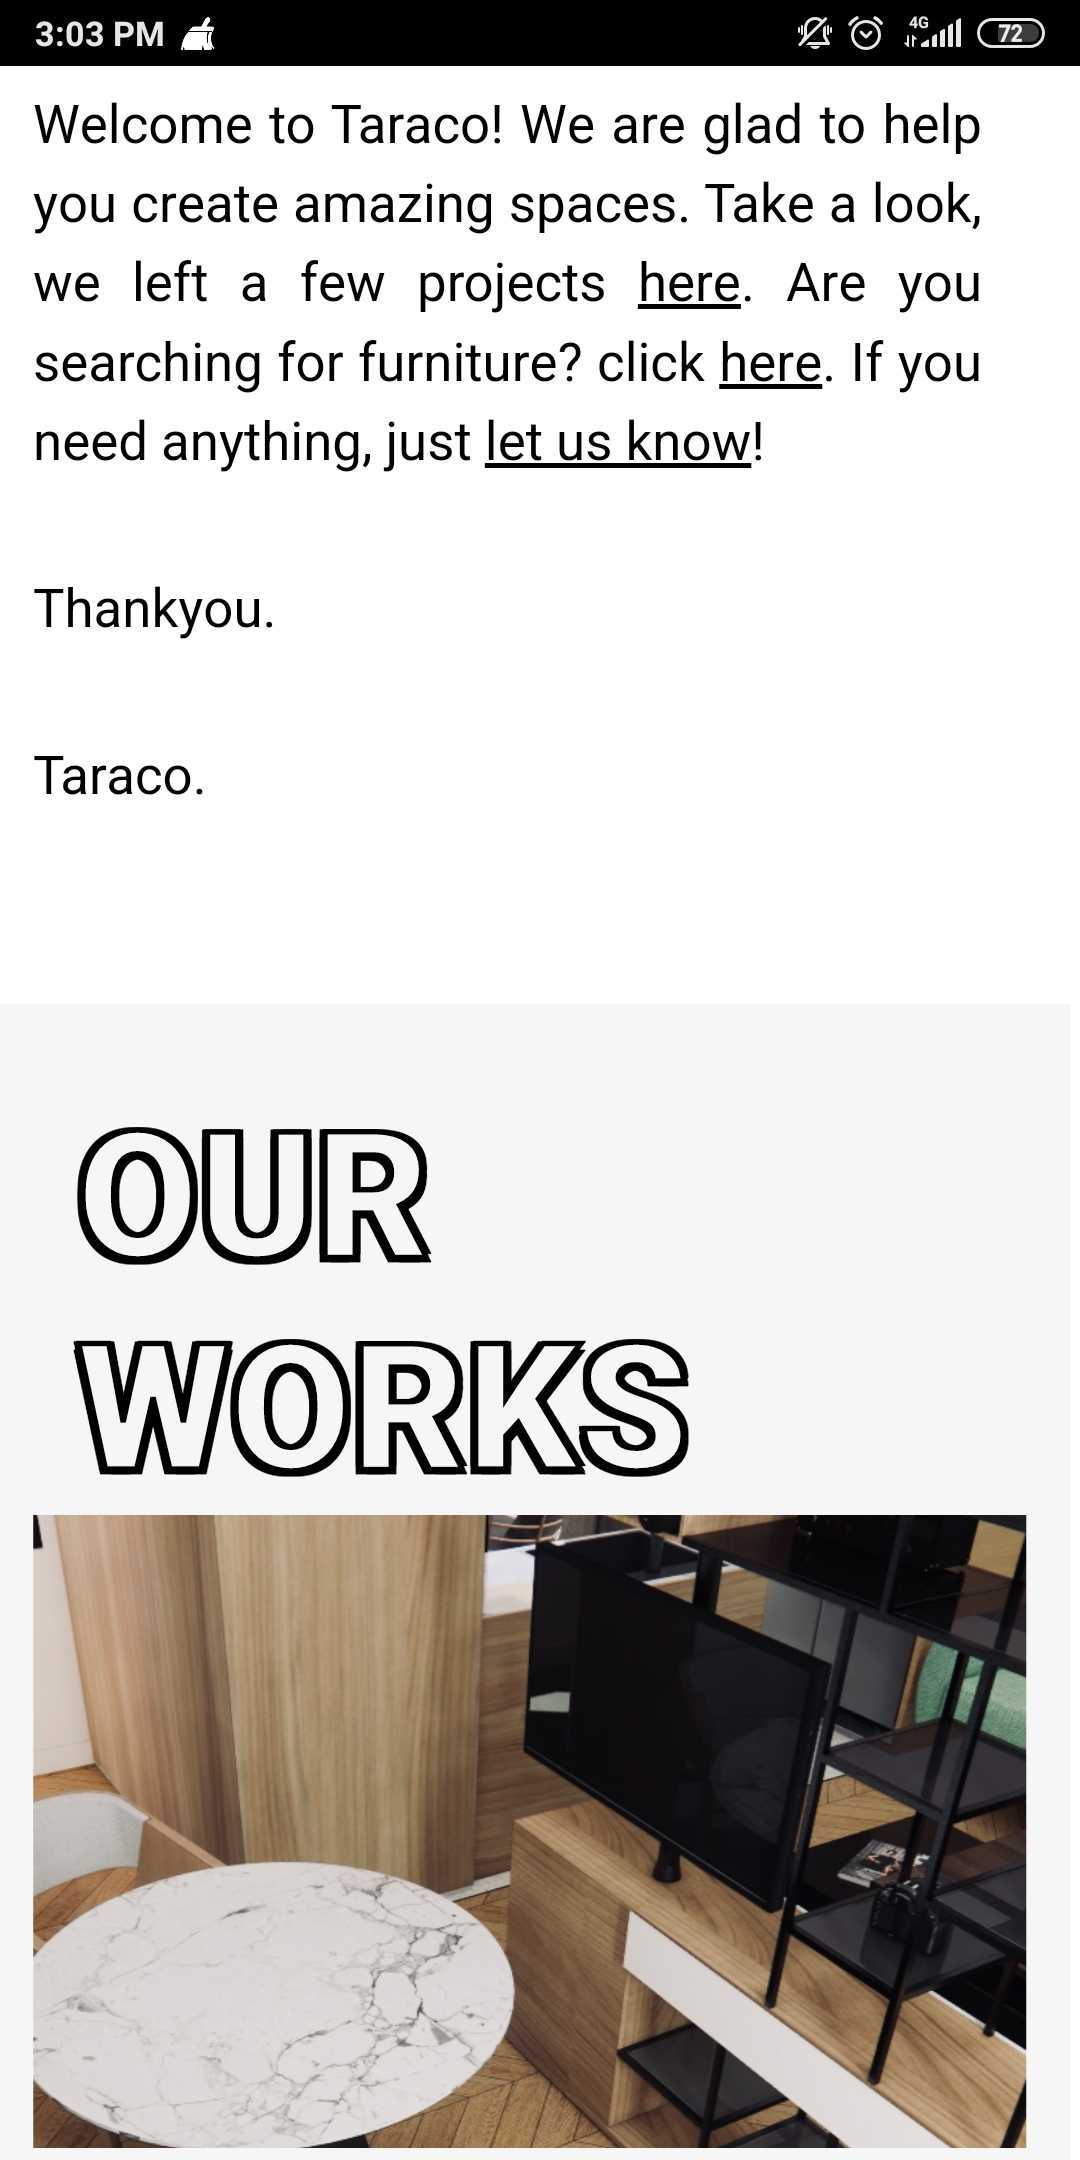 3:03 PM
4G
72
Welcome to Taraco! We are glad to help
you create amazing spaces. Take a look,
we left a few projects here. Are you
searching for furniture? click here. If you
need anything, just let us know!
Thankyou.
Taraco.
OUR
WORKS